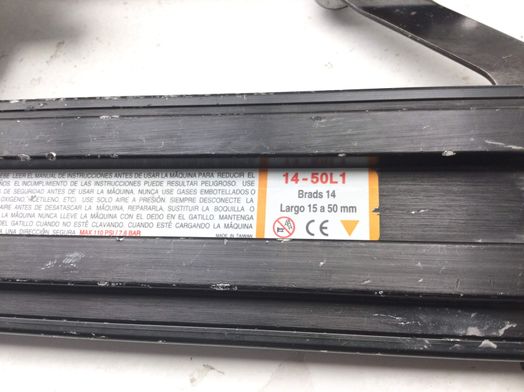 DEBE LEER EL MANUAL DE INSTRUCCIONES ANTES DE USAR LA MÁQUINA PARA REDUCIR EL
EL INCUMPLIMIENTO DE LAS INSTRUCCIONES PUEDE RESULTAR PELIGROSO. USE
DE SEGURIDAD ANTES DE USAR LA MÁQUINA. NUNCA USE GASES EMBOTELLADOS O
(OXÍGENO, ACETILENO, ETC) USE SOLO AIRE A PRESIÓN SIEMPRE DESCONECTE LA
AIRE ANTES DE DESATASCAR LA MÁQUINA, REPARARLA, SUSTITUIR LA BOQUILLA O
LA NUNCA LLEVE LA MÁQUINA CON EL DEDO EN EL GATILLO. MANTENGA
DEL GATILLO CUANDO NO ESTÉ CLAVANDO. CUANDO ESTÉ CARGANDO LA MÁQUINA
A UNA DIRECCIÓN SEGURA. MAX 110 PSI / 7,6 BAR
MADE IN TAIWAN
14-50L1
Brads 14
Largo 15 a 50 mm
CE